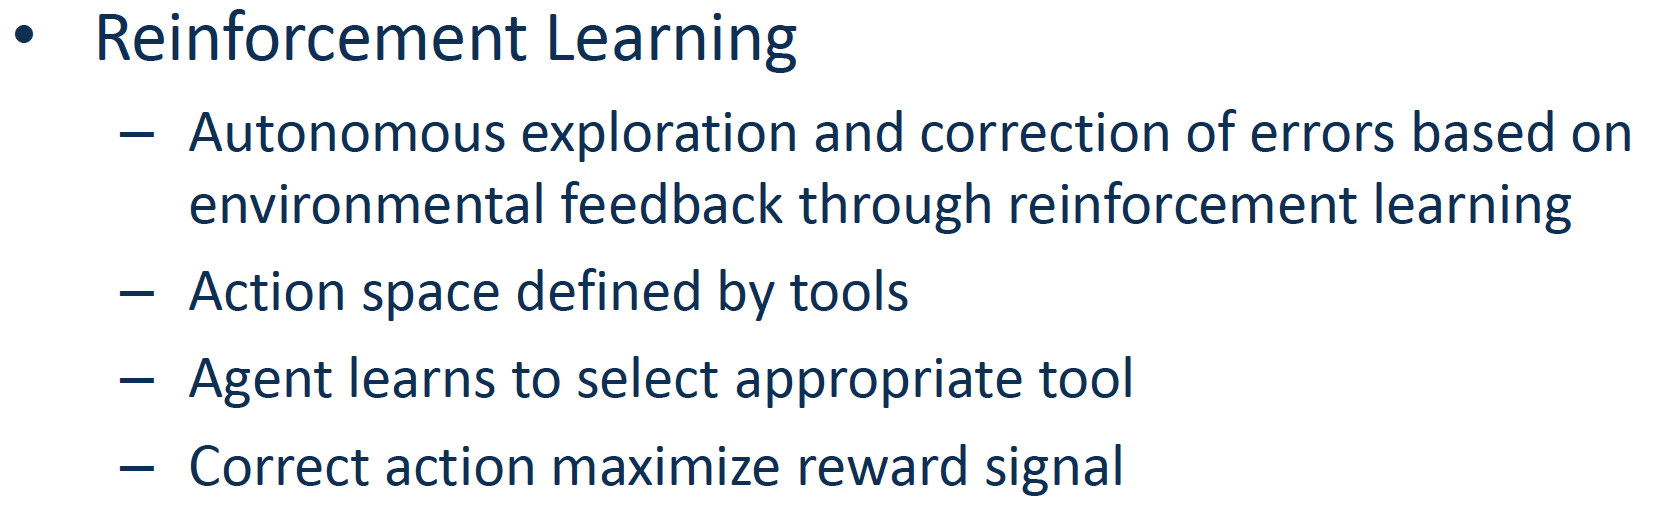 • Reinforcement Learning
– Autonomous exploration and correction of errors based on
environmental feedback through reinforcement learning
– Action space defined by tools
– Agent learns to select appropriate tool
– Correct action maximize reward signal